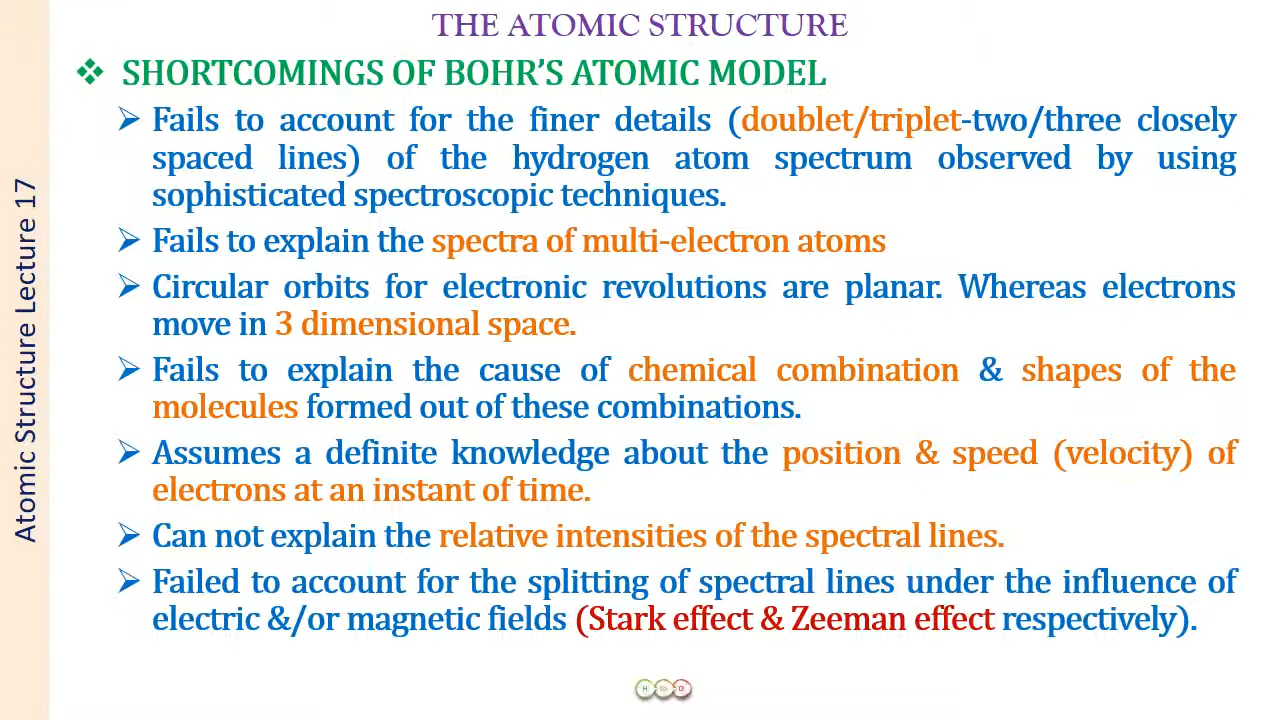 THE ATOMIC STRUCTURE
❖ SHORTCOMINGS OF BOHR'S ATOMIC MODEL
➢ Fails to account for the finer details (doublet/triplet-two/three closely
spaced lines) of the hydrogen atom spectrum observed by using
sophisticated spectroscopic techniques.
➢ Fails to explain the spectra of multi-electron atoms
➢ Circular orbits for electronic revolutions are planar. Whereas electrons
move in 3 dimensional space.
➢ Fails to explain the cause of chemical combination & shapes of the
molecules formed out of these combinations.
➢ Assumes a definite knowledge about the position & speed (velocity) of
electrons at an instant of time.
➢ Can not explain the relative intensities of the spectral lines.
➢ Failed to account for the splitting of spectral lines under the influence of
electric &/or magnetic fields (Stark effect & Zeeman effect respectively).
Atomic Structure Lecture 17
H to D